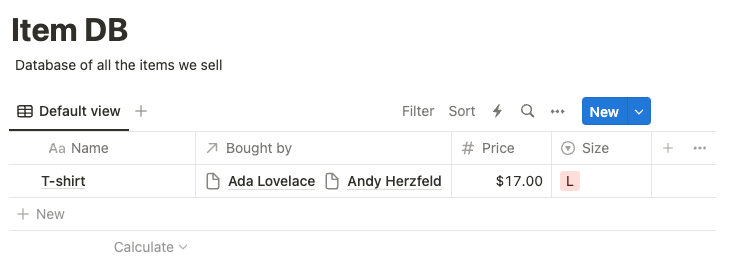 Item DB
Database of all the items we sell
Default view Filter Sort New
Aa Name Bought by # Price Size
T-shirt Ada Lovelace Andy Herzfeld $17.00 L
+ New
Calculate